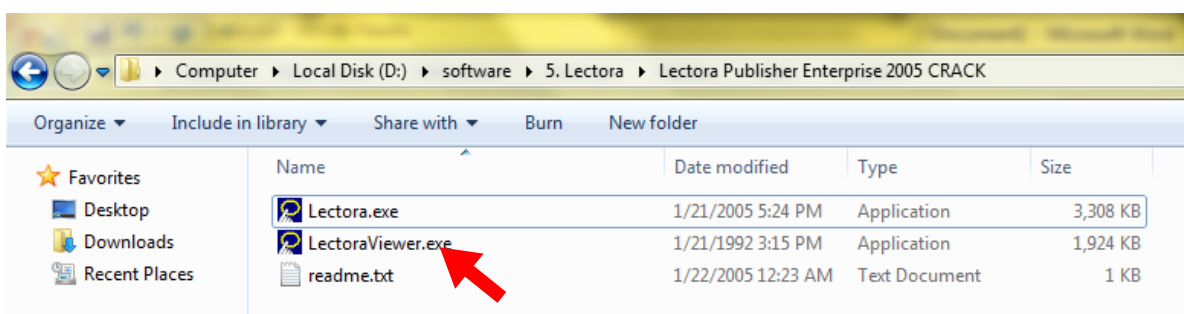 Computer Local Disk (D:) software 5. Lectora Lectora Publisher Enterprise 2005 CRACK
Organize Include in library Share with Burn New folder
Favorites
Desktop
Downloads
Recent Places
Name Date modified Type Size
Lectora.exe 1/21/2005 5:24 PM Application 3,308 KB
LectoraViewer.exe 1/21/1992 3:15 PM Application 1,924 KB
readme.txt 1/22/2005 12:23 AM Text Document 1 KB